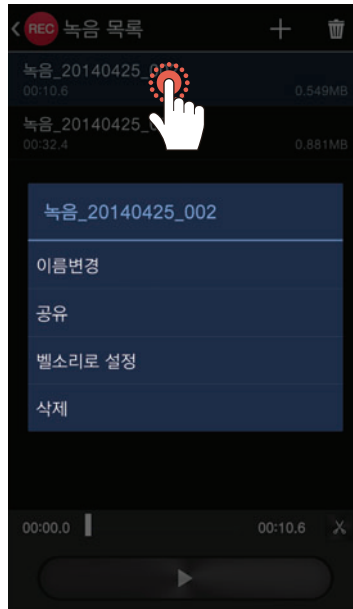 REC 녹음 목록
녹음_20140425_
00:10.6 0.549MB
녹음_20140425_
00:32.4 0.881MB
녹음_20140425_002
이름변경
공유
벨소리로 설정
삭제
00:00.0 00:10.6